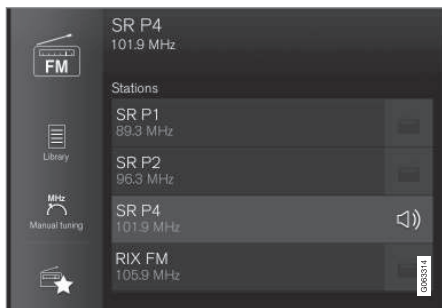 FM
Library
MHz
Manual tuning
SR P4
101.9 MHz
Stations
SR P1
89.3 MHz
SR P2
96.3 MHz
SR P4
101.9 MHz
RIX FM
105.9 MHz
G063314